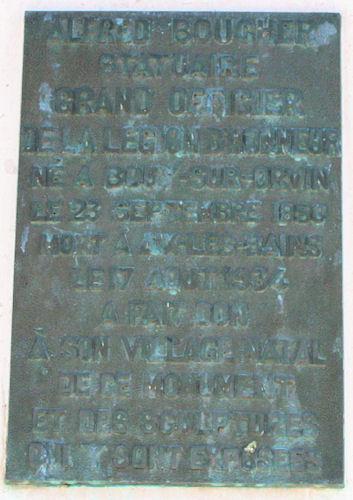 ALFRED BOUCHER
STATUAIRE
GRAND OFFICIER
DE LA LÉGION D'HONNEUR
NÉ À BOUY-SUR-ORVIN
LE 23 SEPTEMBRE 1850
MORT À AIX-LES-BAINS
LE 17 AOUT 1934
A FAIT DON
À SON VILLAGE NATAL
DE CE MONUMENT
ET DES SCULPTURES
QUI Y SONT EXPOSÉES